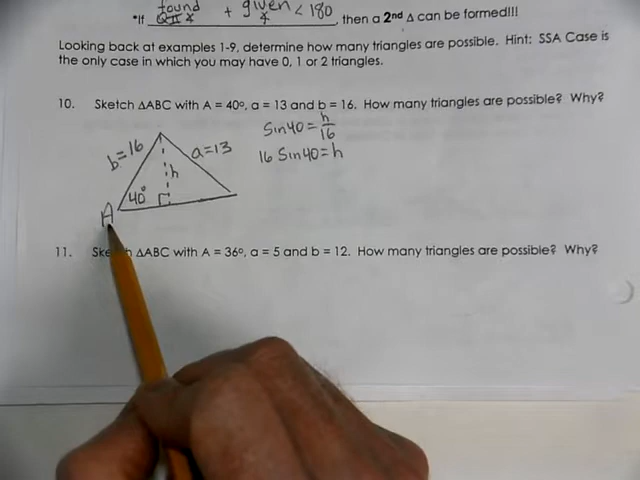 found
QII ∡ + given ∡ < 180
*If , then a 2nd Δ can be formed!!!
Looking back at examples 1-9, determine how many triangles are possible. Hint: SSA Case is
the only case in which you may have 0, 1 or 2 triangles.
10. Sketch ΔABC with A = 40°, a = 13 and b = 16. How many triangles are possible? Why?
Sin40 = h/16
b=16
a=13
16 Sin40 = h
h
40°
A
11. Ske h ΔABC with A = 36°, a = 5 and b = 12. How many triangles are possible? Why?